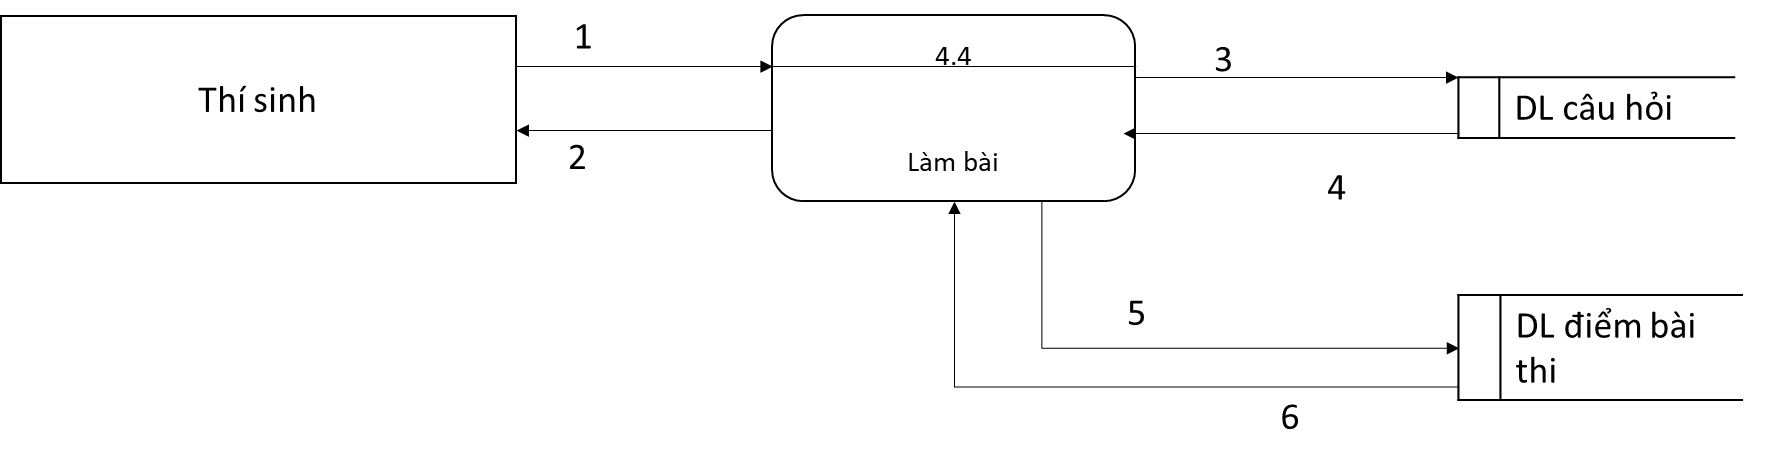 1
4.4
3
Thí sinh
DL câu hỏi
2
Làm bài
4
5
DL điểm bài
thi
6